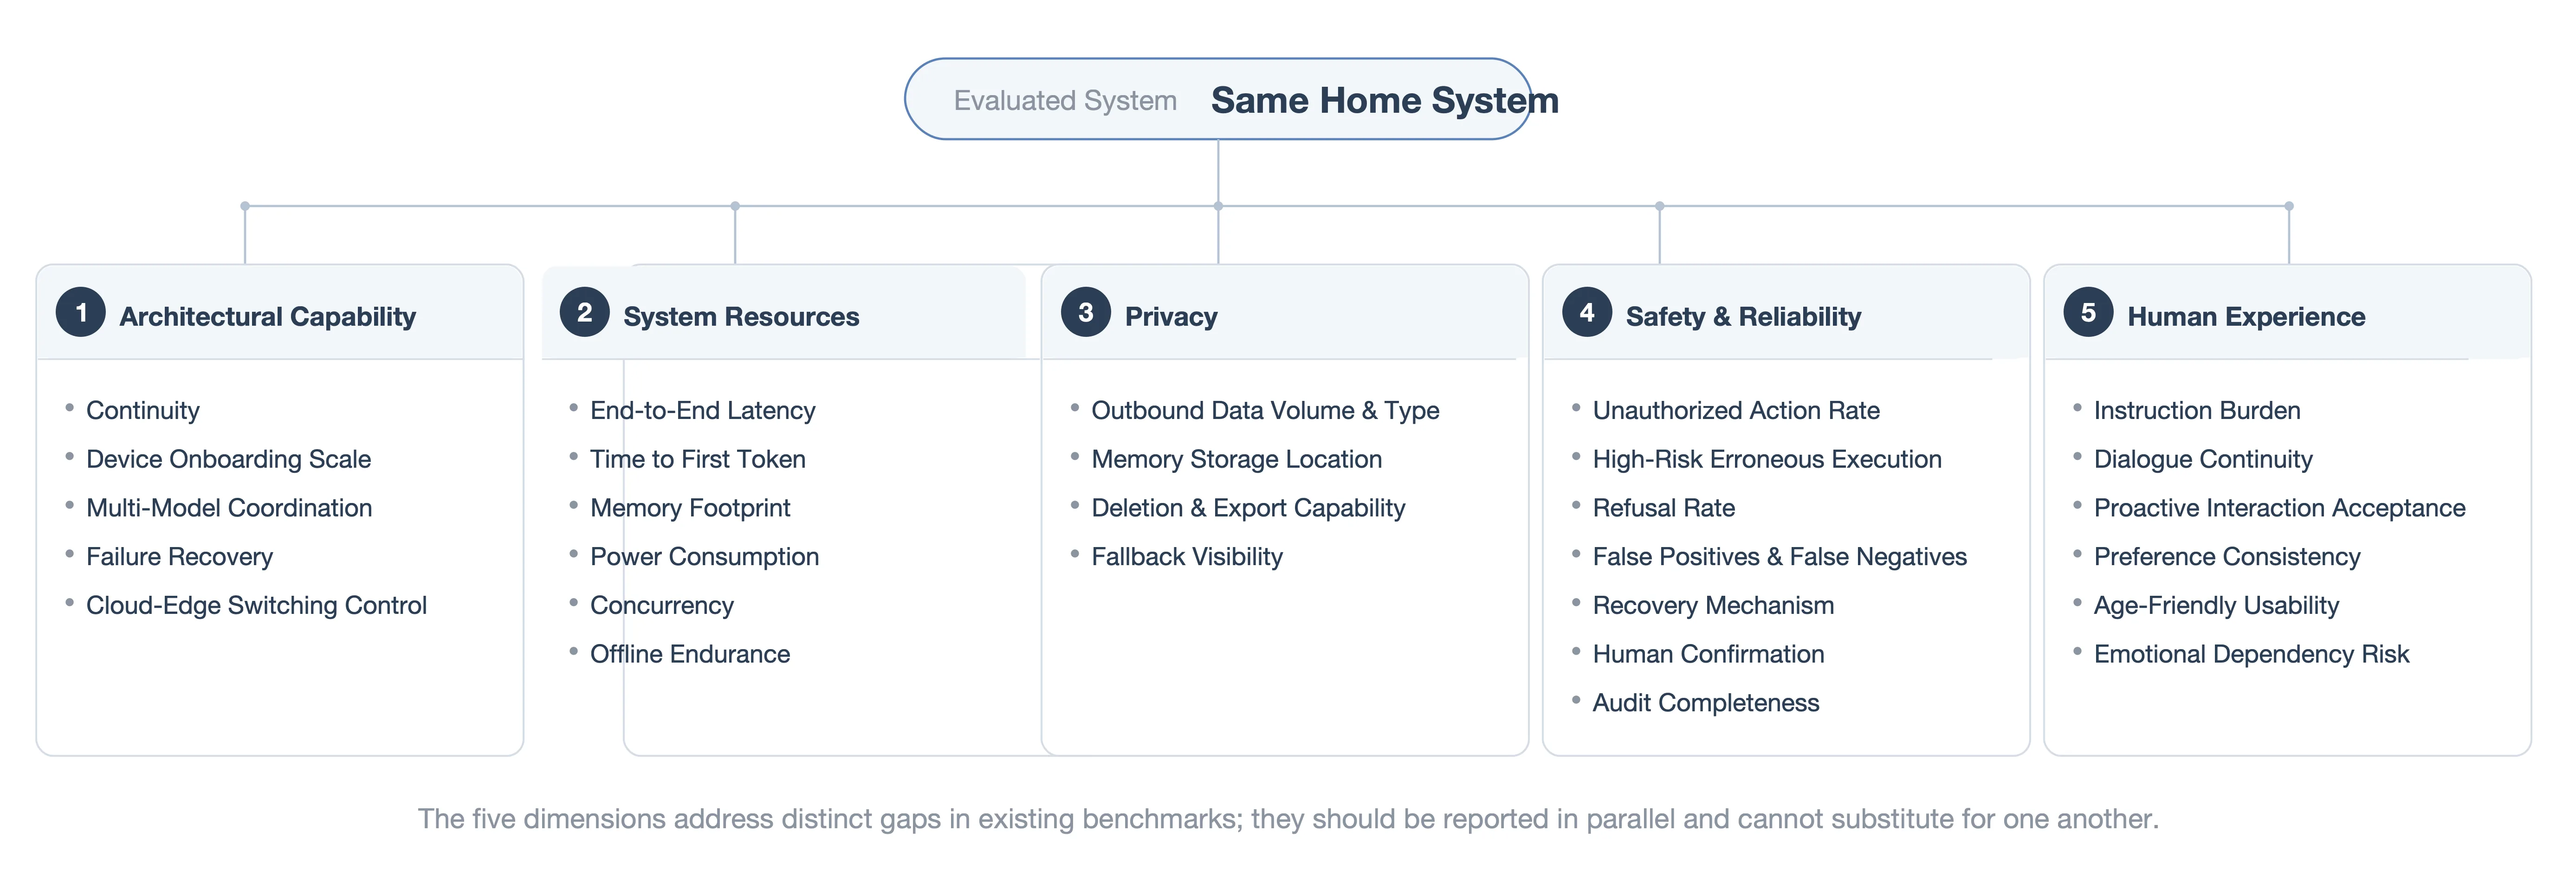 Evaluated System Same Home System
1 Architectural Capability
Continuity
Device Onboarding Scale
Multi-Model Coordination
Failure Recovery
Cloud-Edge Switching Control
2 System Resources
End-to-End Latency
Time to First Token
Memory Footprint
Power Consumption
Concurrency
Offline Endurance
3 Privacy
Outbound Data Volume & Type
Memory Storage Location
Deletion & Export Capability
Fallback Visibility
4 Safety & Reliability
Unauthorized Action Rate
High-Risk Erroneous Execution
Refusal Rate
False Positives & False Negatives
Recovery Mechanism
Human Confirmation
Audit Completeness
5 Human Experience
Instruction Burden
Dialogue Continuity
Proactive Interaction Acceptance
Preference Consistency
Age-Friendly Usability
Emotional Dependency Risk
The five dimensions address distinct gaps in existing benchmarks; they should be reported in parallel and cannot substitute for one another.